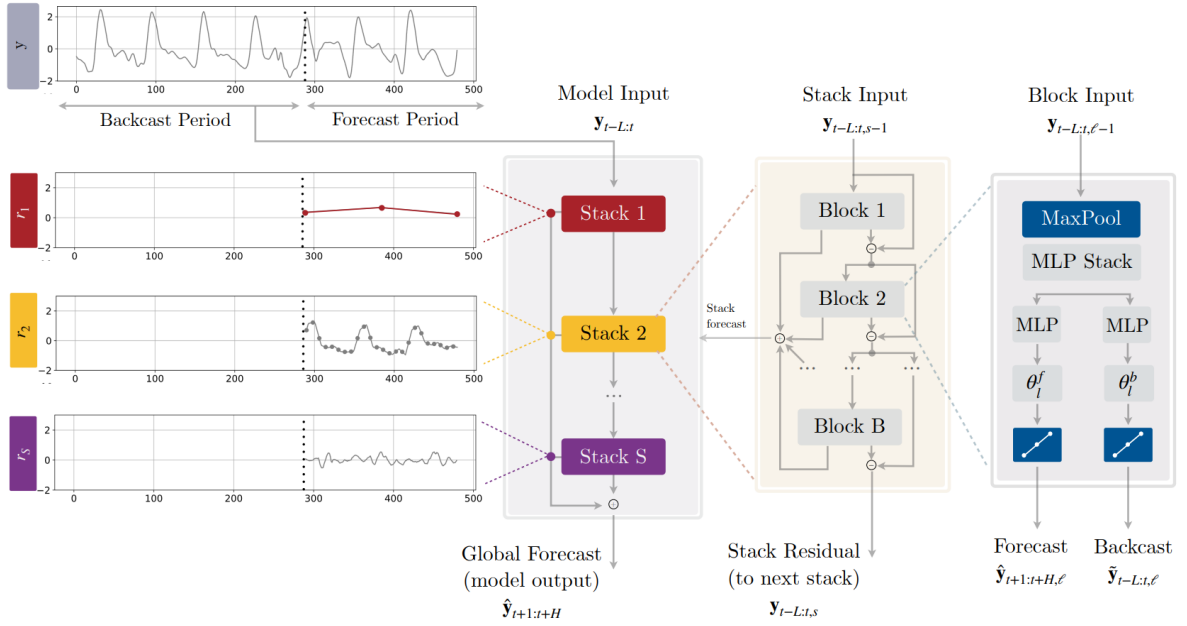 y
2
0
−2
0 100 200 300 400 500
Backcast Period
Forecast Period
r₁
2
0
−2
0 100 200 300 400 500
r₂
2
0
−2
0 100 200 300 400 500
r_S
2
0
−2
0 100 200 300 400 500
Model Input
y_{t−L:t}
Stack 1
Stack 2
...
Stack S
+
Global Forecast
(model output)
ŷ_{t+1:t+H}
Stack
forecast
Stack Input
y_{t−L:t,s−1}
Block 1
−
Block 2
−
+
... ... ...
Block B
−
Stack Residual
(to next stack)
y_{t−L:t,s}
Block Input
y_{t−L:t,ℓ−1}
MaxPool
MLP Stack
MLP MLP
θ_l^f θ_l^b
Forecast
ŷ_{t+1:t+H,ℓ}
Backcast
ỹ_{t−L:t,ℓ}